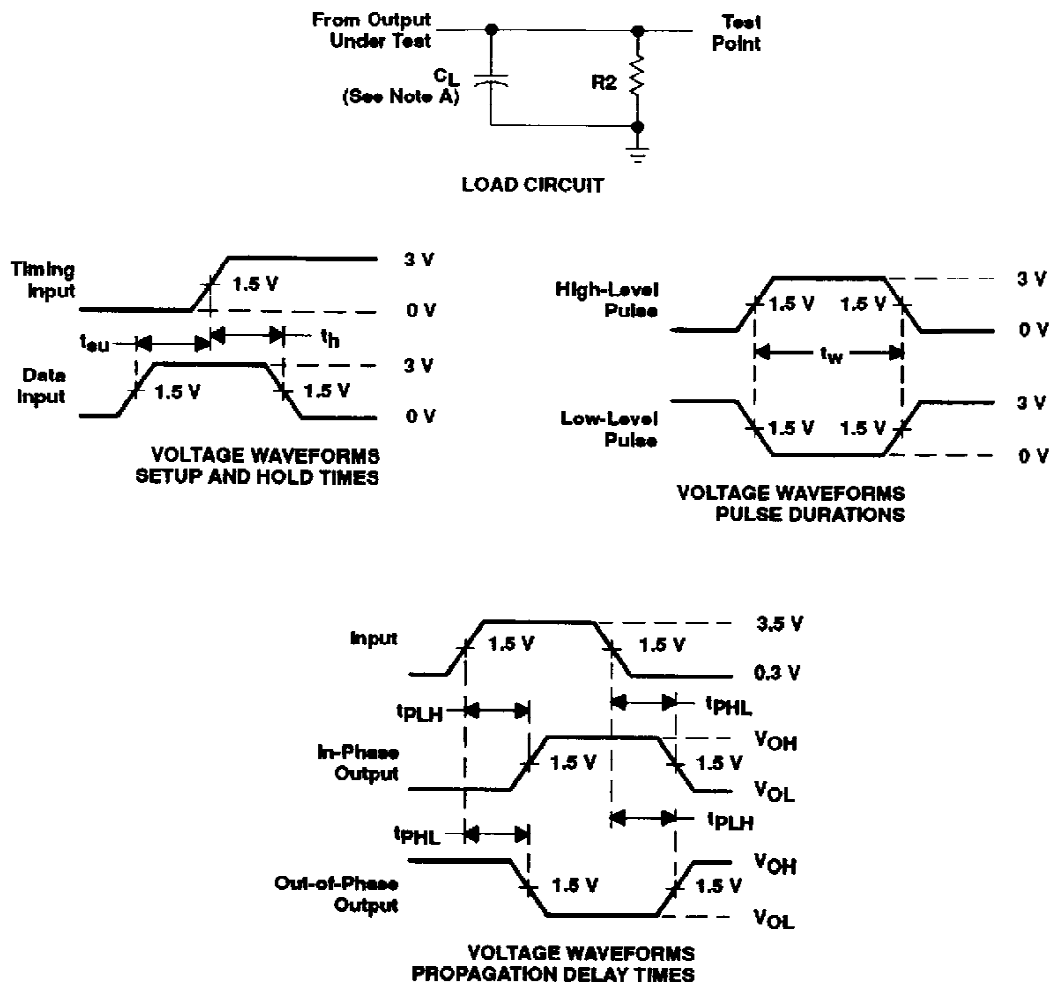 From Output
Under Test
Test
Point
CL
(See Note A)
R2
LOAD CIRCUIT
Timing
Input
3 V
1.5 V
0 V
tsu
th
Data
Input
3 V
1.5 V
1.5 V
0 V
VOLTAGE WAVEFORMS
SETUP AND HOLD TIMES
High-Level
Pulse
3 V
1.5 V
1.5 V
0 V
tw
Low-Level
Pulse
3 V
1.5 V
1.5 V
0 V
VOLTAGE WAVEFORMS
PULSE DURATIONS
Input
3.5 V
1.5 V
1.5 V
0.3 V
tPLH
tPHL
In-Phase
Output
VOH
1.5 V
1.5 V
VOL
tPHL
tPLH
Out-of-Phase
Output
VOH
1.5 V
1.5 V
VOL
VOLTAGE WAVEFORMS
PROPAGATION DELAY TIMES